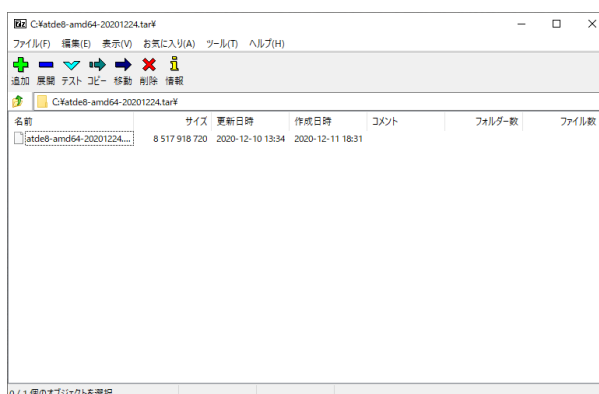 7z C:¥atde8-amd64-20201224.tar¥
ファイル(F) 編集(E) 表示(V) お気に入り(A) ツール(T) ヘルプ(H)
追加 展開 テスト コピー 移動 削除 情報
C:¥atde8-amd64-20201224.tar¥
名前 サイズ 更新日時 作成日時 コメント フォルダー数 ファイル数
atde8-amd64-20201224.... 8 517 918 720 2020-12-10 13:34 2020-12-11 18:31
0 / 1 個のオブジェクトを選択